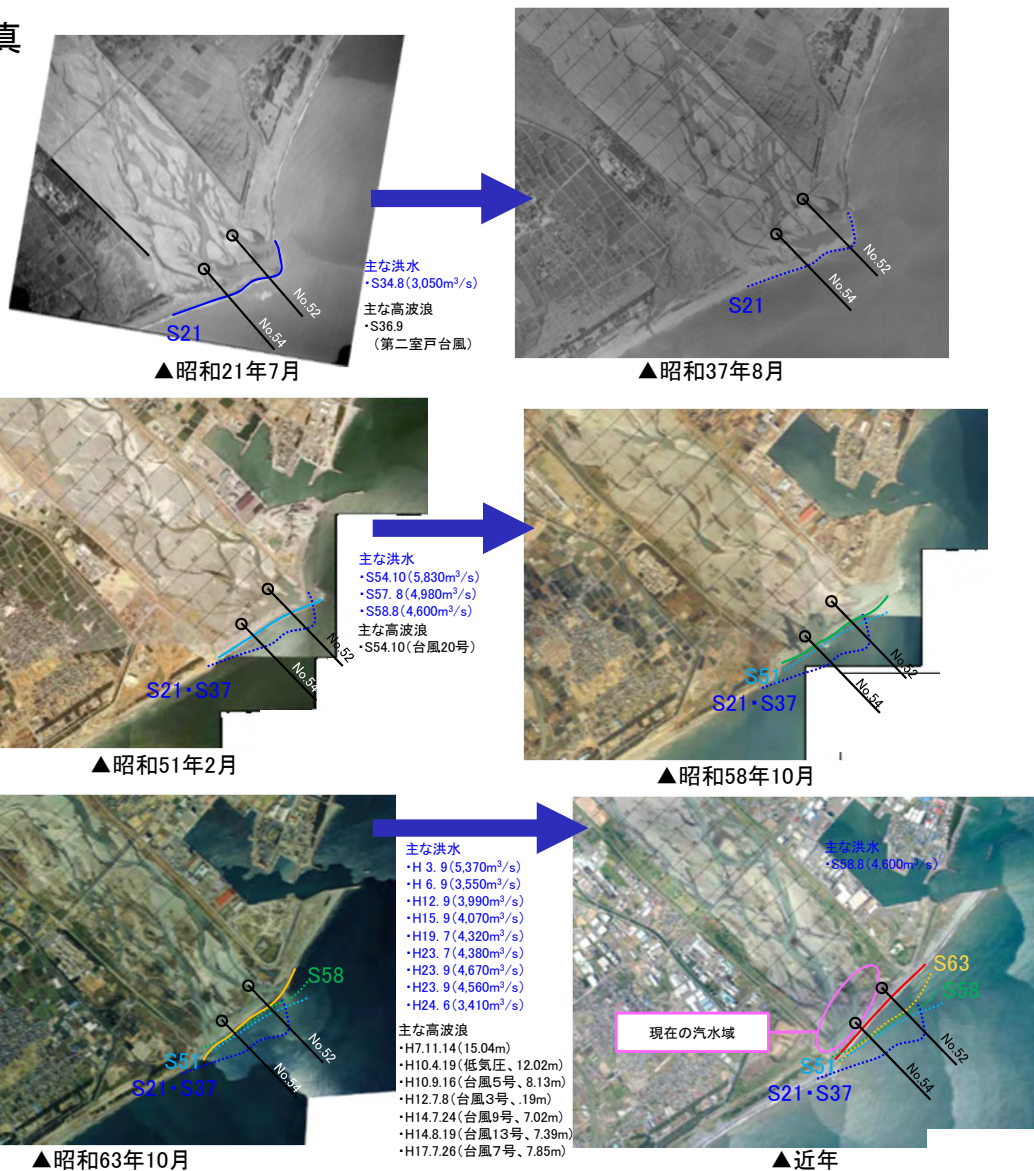 真
主な洪水
・S34.8(3,050m³/s)
主な高波浪
・S36.9
(第二室戸台風)
No.52
No.54
S21
▲昭和21年7月
No.52
No.54
S21
▲昭和37年8月
主な洪水
・S54.10(5,830m³/s)
・S57. 8(4,980m³/s)
・S58.8(4,600m³/s)
主な高波浪
・S54.10(台風20号)
No.52
No.54
S21・S37
▲昭和51年2月
No.52
No.54
S51
S21・S37
▲昭和58年10月
主な洪水
・H 3. 9(5,370m³/s)
・H 6. 9(3,550m³/s)
・H12. 9(3,990m³/s)
・H15. 9(4,070m³/s)
・H19. 7(4,320m³/s)
・H23. 7(4,380m³/s)
・H23. 9(4,670m³/s)
・H23. 9(4,560m³/s)
・H24. 6(3,410m³/s)
主な高波浪
・H7.11.14(15.04m)
・H10.4.19(低気圧、12.02m)
・H10.9.16(台風5号、8.13m)
・H12.7.8(台風3号、.19m)
・H14.7.24(台風9号、7.02m)
・H14.8.19(台風13号、7.39m)
・H17.7.26(台風7号、7.85m)
S58
No.52
No.54
S51
S21・S37
▲昭和63年10月
主な洪水
・S58.8(4,600m³/s)
S63
S58
現在の汽水域
No.52
No.54
S51
S21・S37
▲近年